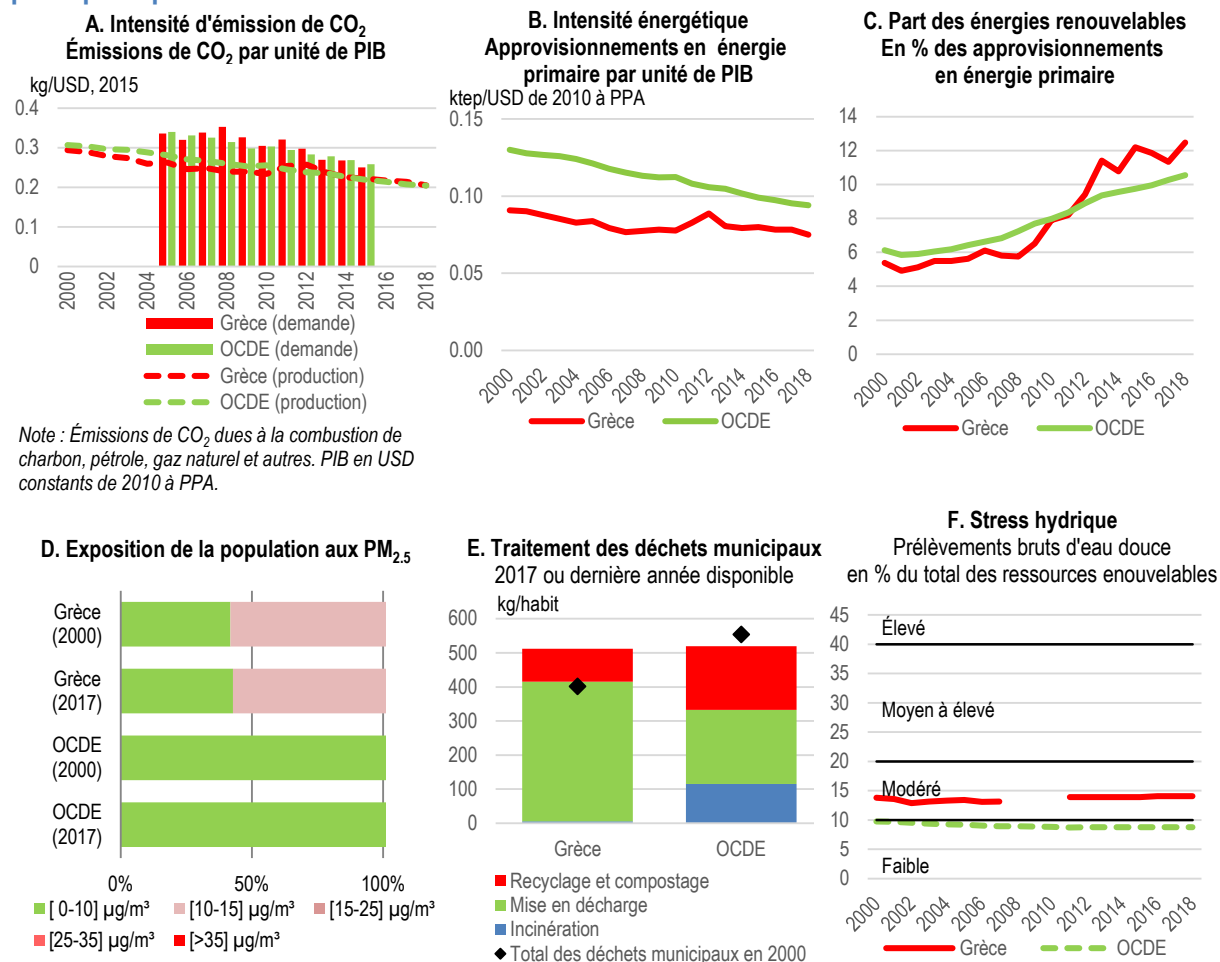 A. Intensité d'émission de CO₂
Émissions de CO₂ par unité de PIB
kg/USD, 2015
0.4
0.3
0.2
0.1
0
2000
2002
2004
2006
2008
2010
2012
2014
2016
2018
Grèce (demande)
OCDE (demande)
Grèce (production)
OCDE (production)
Note : Émissions de CO₂ dues à la combustion de
charbon, pétrole, gaz naturel et autres. PIB en USD
constants de 2010 à PPA.
B. Intensité énergétique
Approvisionnements en énergie
primaire par unité de PIB
ktep/USD de 2010 à PPA
0.15
0.10
0.05
0.00
2000
2002
2004
2006
2008
2010
2012
2014
2016
2018
Grèce
OCDE
C. Part des énergies renouvelables
En % des approvisionnements
en énergie primaire
14
12
10
8
6
4
2
0
2000
2002
2004
2006
2008
2010
2012
2014
2016
2018
Grèce
OCDE
D. Exposition de la population aux PM₂.₅
Grèce
(2000)
Grèce
(2017)
OCDE
(2000)
OCDE
(2017)
0%
50%
100%
[ 0-10] µg/m³
[10-15] µg/m³
[15-25] µg/m³
[25-35] µg/m³
[>35] µg/m³
E. Traitement des déchets municipaux
2017 ou dernière année disponible
kg/habit
600
500
400
300
200
100
0
Grèce
OCDE
Recyclage et compostage
Mise en décharge
Incinération
Total des déchets municipaux en 2000
F. Stress hydrique
Prélèvements bruts d'eau douce
en % du total des ressources enouvelables
45
40
35
30
25
20
15
10
5
0
Élevé
Moyen à élevé
Modéré
Faible
2000
2002
2004
2006
2008
2010
2012
2014
2016
2018
Grèce
OCDE